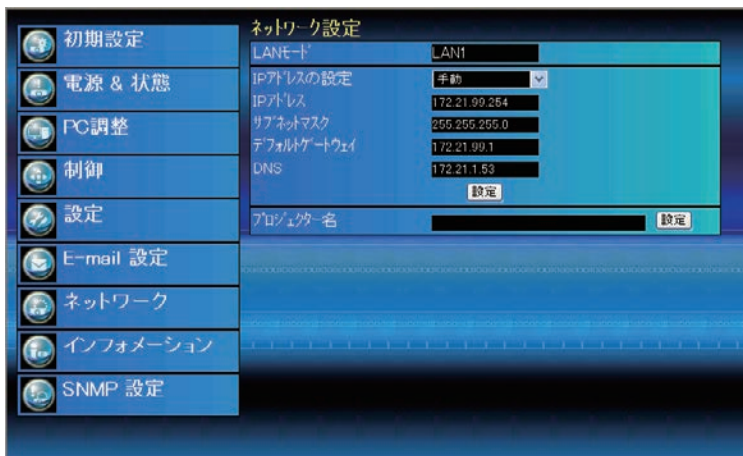 初期設定
電源 & 状態
PC調整
制御
設定
E-mail 設定
ネットワーク
インフォメーション
SNMP 設定
ネットワーク設定
LANモード LAN1
IPアドレスの設定 手動
IPアドレス 172.21.99.254
サブネットマスク 255.255.255.0
デフォルトゲートウェイ 172.21.99.1
DNS 172.21.1.53
設定
プロジェクター名 設定